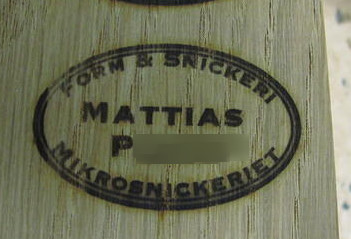 FORM & SNICKERI
MATTIAS
P
MIKROSNICKERIET